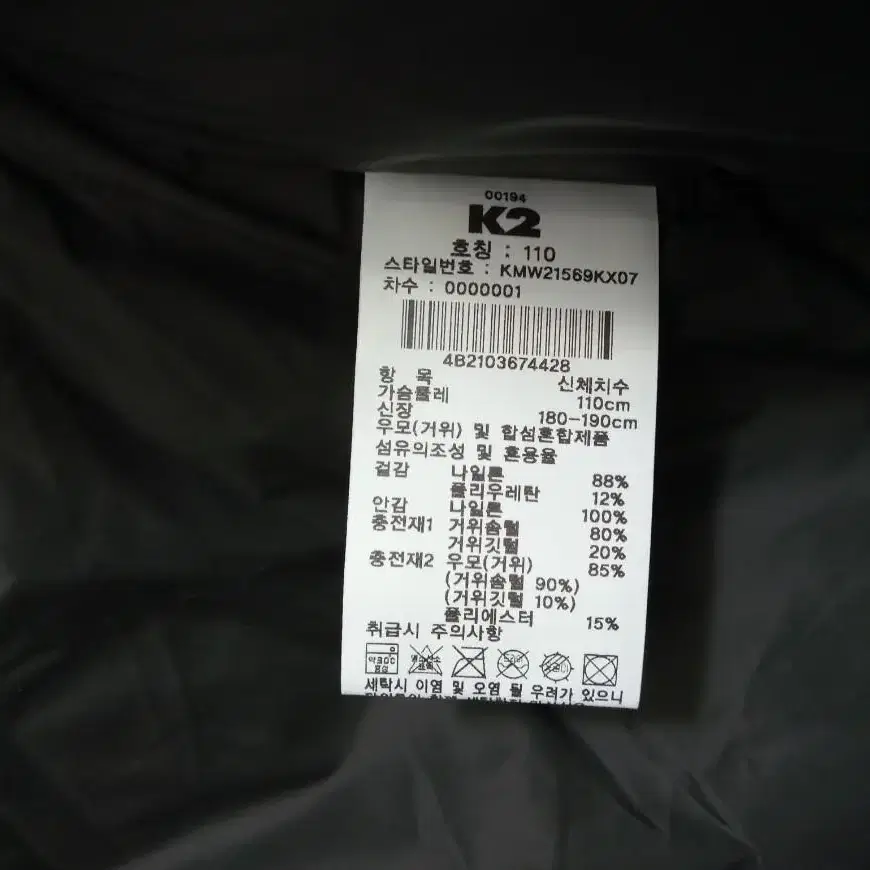 00194
K2
호칭 : 110
스타일번호 : KMW21569KX07
차수 : 0000001
4B2103674428
항 목 신체치수
가슴둘레 110cm
신장 180-190cm
우모(거위) 및 합섬혼합제품
섬유의조성 및 혼용율
겉감 나일론 88%
폴리우레탄 12%
안감 나일론 100%
충전재1 거위솜털 80%
거위깃털 20%
충전재2 우모(거위) 85%
(거위솜털 90%)
(거위깃털 10%)
폴리에스터 15%
취급시 주의사항
약30℃
중성
세탁시 이염 및 오염 될 우려가 있으니